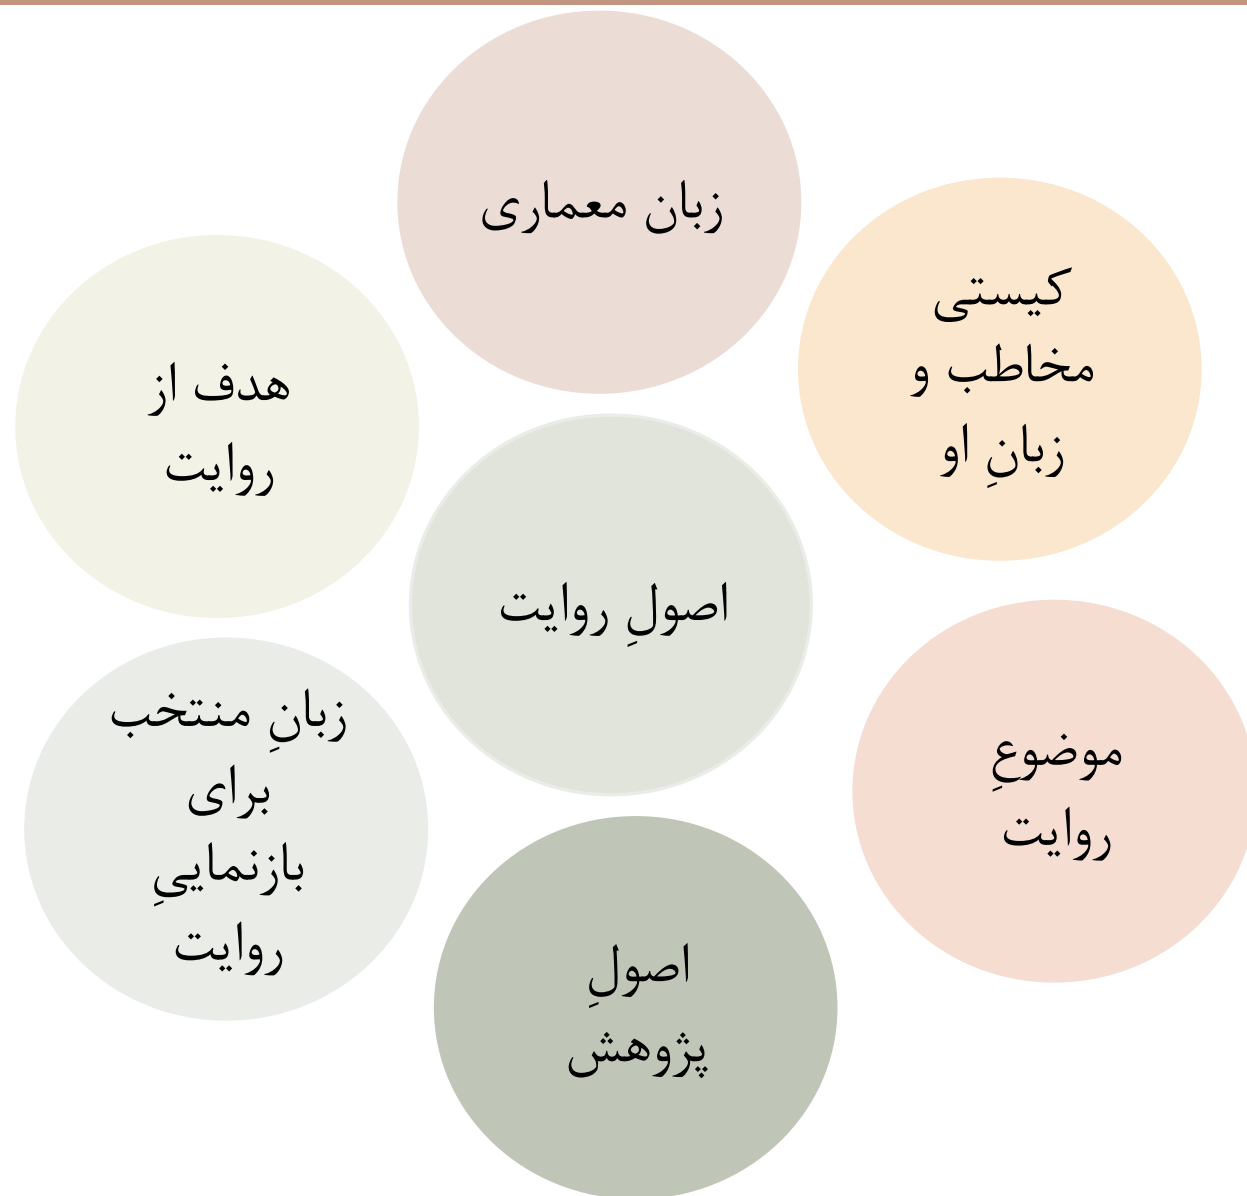 زبان معماری
کیستی
مخاطب و
زبانِ او
هدف از
روایت
اصولِ روایت
موضوعِ
روایت
زبانِ منتخب
برای
بازنماییِ
روایت
اصولِ
پژوهش